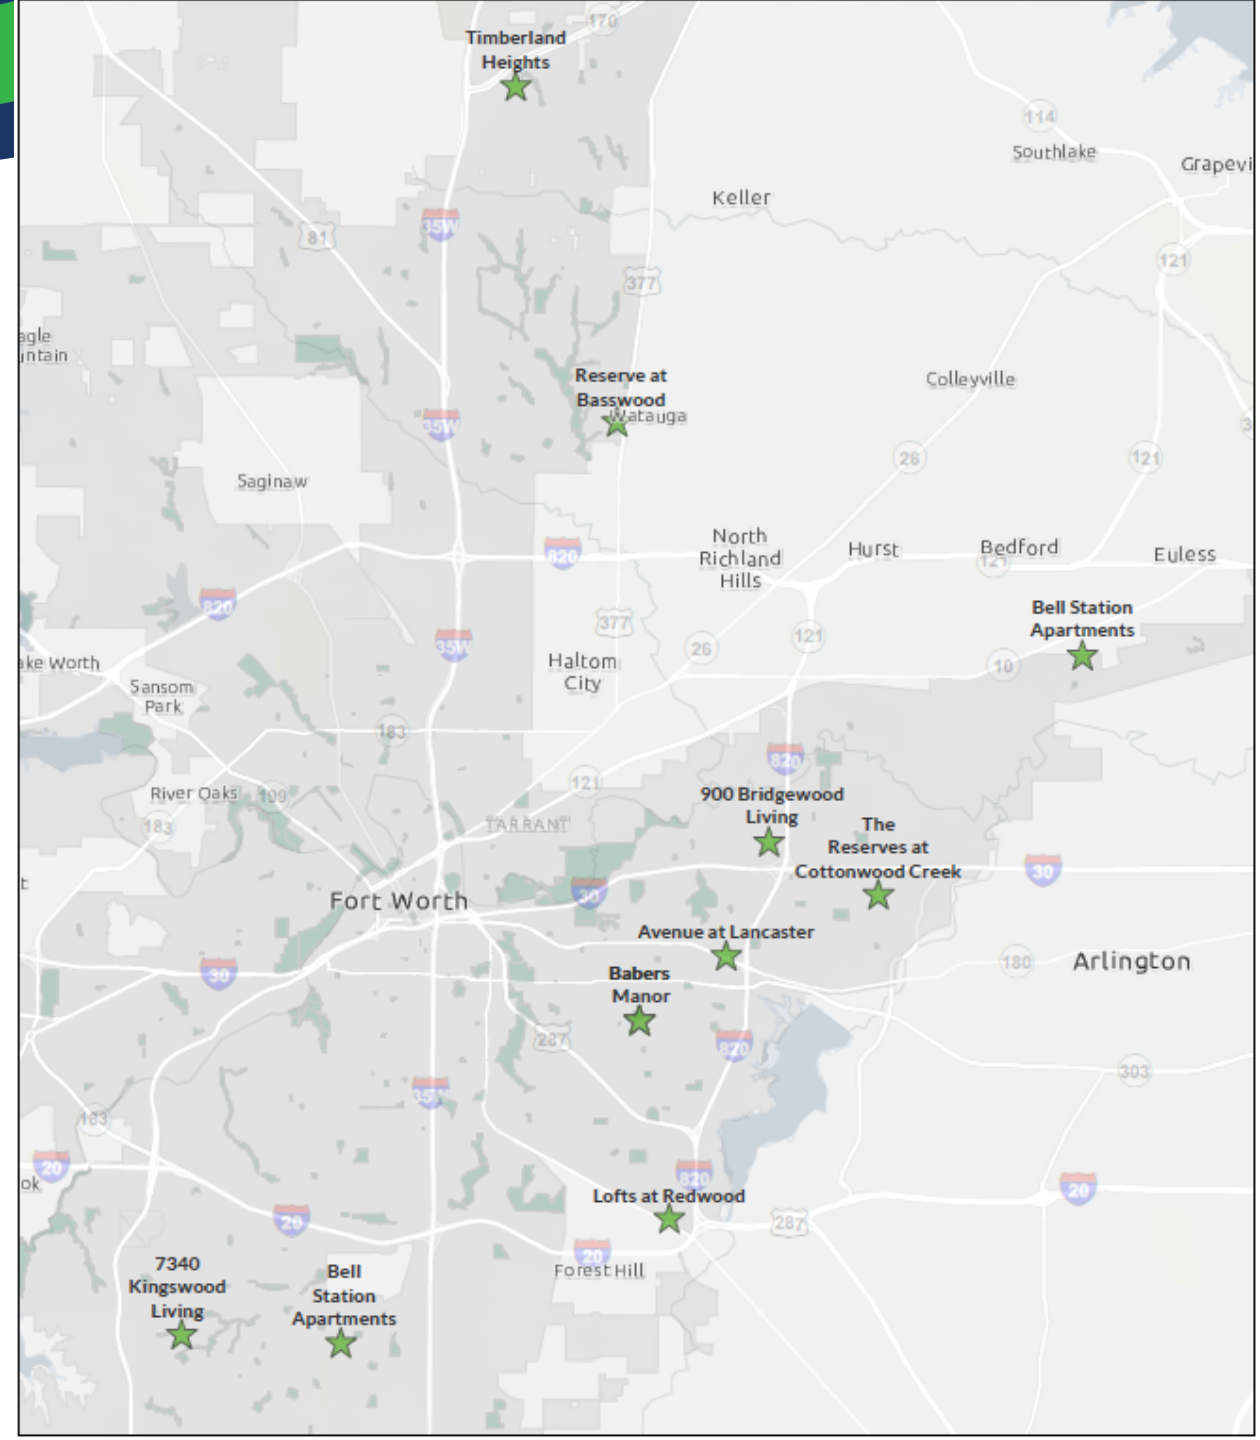 170
Timberland
Heights
114
Southlake
Grapevi
Keller
35W
81
121
377
agle
untain
Reserve at
Basswood
Watauga
Colleyville
35W
26
121
Saginaw
North
Richland
Hills
Hurst
Bedford
Euless
820
121
820
Bell Station
Apartments
377
121
35W
26
Haltom
City
10
ake Worth
Sansom
Park
183
820
121
River Oaks
199
900 Bridgewood
Living
183
TARRANT
The
Reserves at
Cottonwood Creek
30
30
t
Fort Worth
Avenue at Lancaster
30
Babers
Manor
180
Arlington
287
820
303
35W
183
20
ok
820
20
Lofts at Redwood
20
287
20
Forest Hill
7340
Kingswood
Living
Bell
Station
Apartments